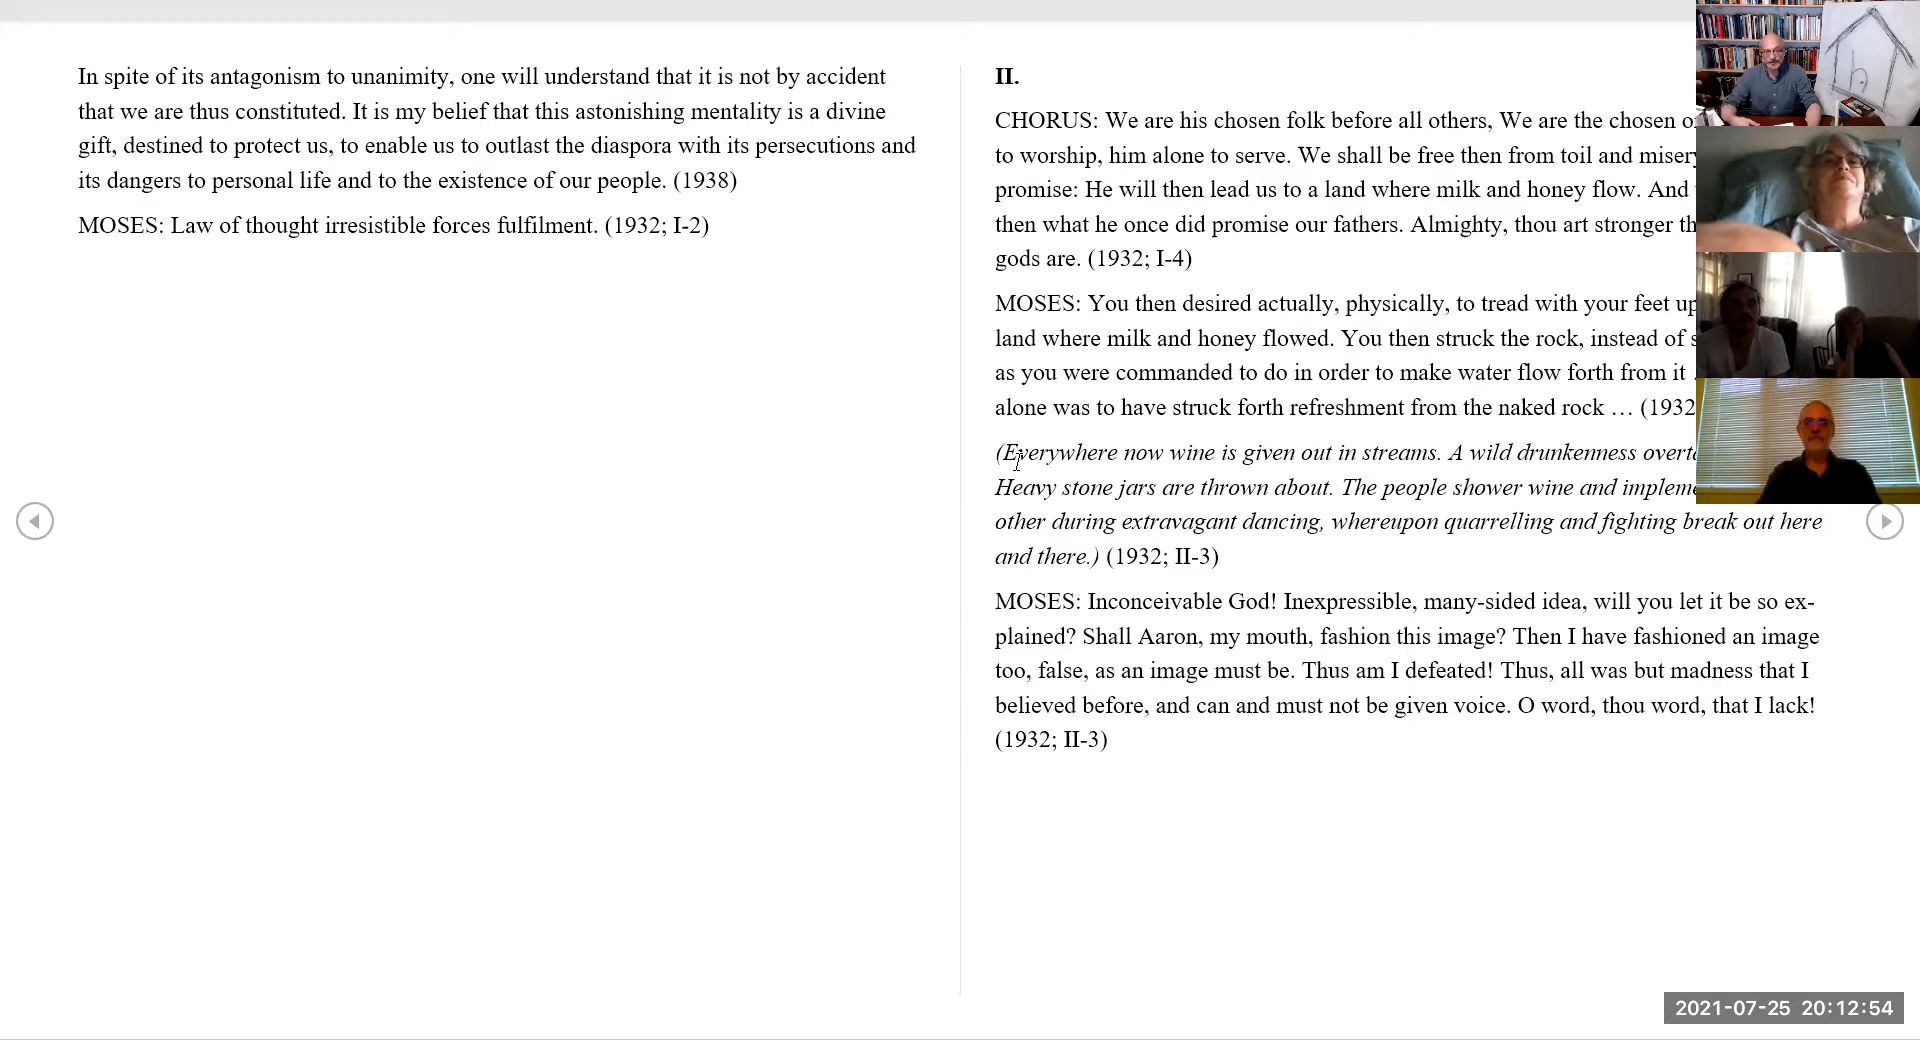 In spite of its antagonism to unanimity, one will understand that it is not by accident
that we are thus constituted. It is my belief that this astonishing mentality is a divine
gift, destined to protect us, to enable us to outlast the diaspora with its persecutions and
its dangers to personal life and to the existence of our people. (1938)
MOSES: Law of thought irresistible forces fulfilment. (1932; I-2)
II.
CHORUS: We are his chosen folk before all others, We are the chosen
to worship, him alone to serve. We shall be free then from toil and misery
promise: He will then lead us to a land where milk and honey flow. And
then what he once did promise our fathers. Almighty, thou art stronger
gods are. (1932; I-4)
MOSES: You then desired actually, physically, to tread with your feet
land where milk and honey flowed. You then struck the rock, instead of
as you were commanded to do in order to make water flow forth from it
alone was to have struck forth refreshment from the naked rock … (1932
(Everywhere now wine is given out in streams. A wild drunkenness
Heavy stone jars are thrown about. The people shower wine and
other during extravagant dancing, whereupon quarrelling and fighting break out here
and there.) (1932; II-3)
MOSES: Inconceivable God! Inexpressible, many-sided idea, will you let it be so ex-
plained? Shall Aaron, my mouth, fashion this image? Then I have fashioned an image
too, false, as an image must be. Thus am I defeated! Thus, all was but madness that I
believed before, and can and must not be given voice. O word, thou word, that I lack!
(1932; II-3)
2021-07-25 20:12:54